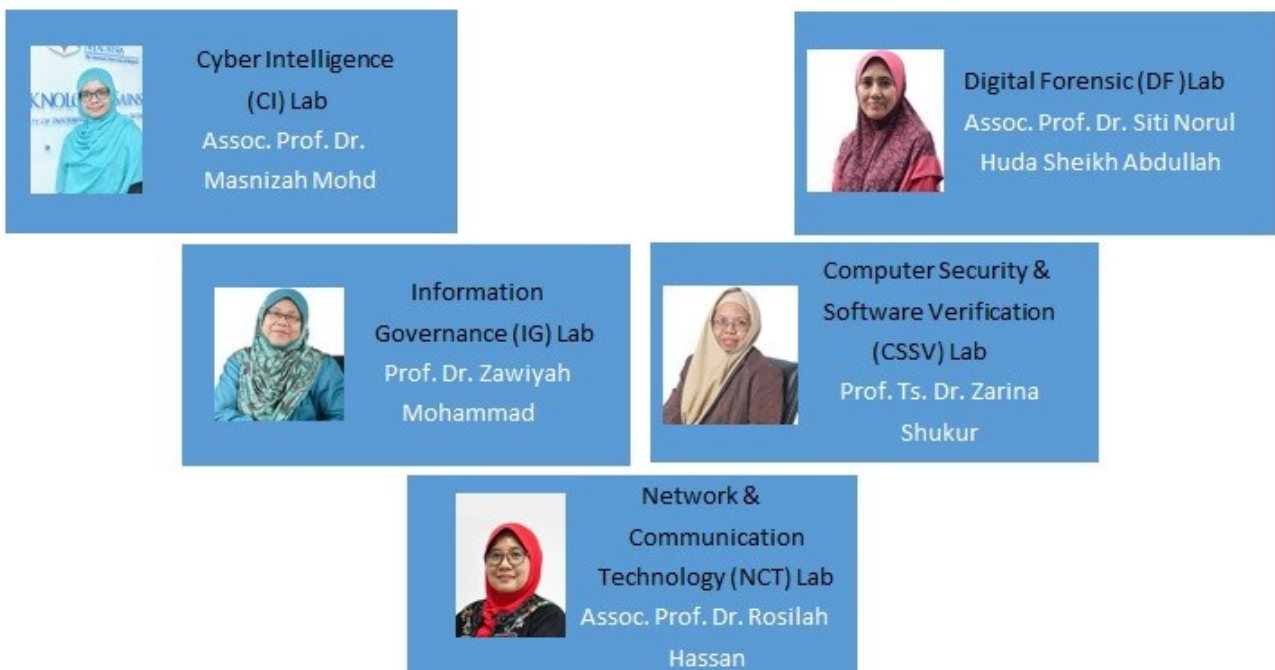 Cyber Intelligence
(CI) Lab
Assoc. Prof. Dr.
Masnizah Mohd
Digital Forensic (DF )Lab
Assoc. Prof. Dr. Siti Norul
Huda Sheikh Abdullah
Information
Governance (IG) Lab
Prof. Dr. Zawiyah
Mohammad
Computer Security &
Software Verification
(CSSV) Lab
Prof. Ts. Dr. Zarina
Shukur
Network &
Communication
Technology (NCT) Lab
Assoc. Prof. Dr. Rosilah
Hassan